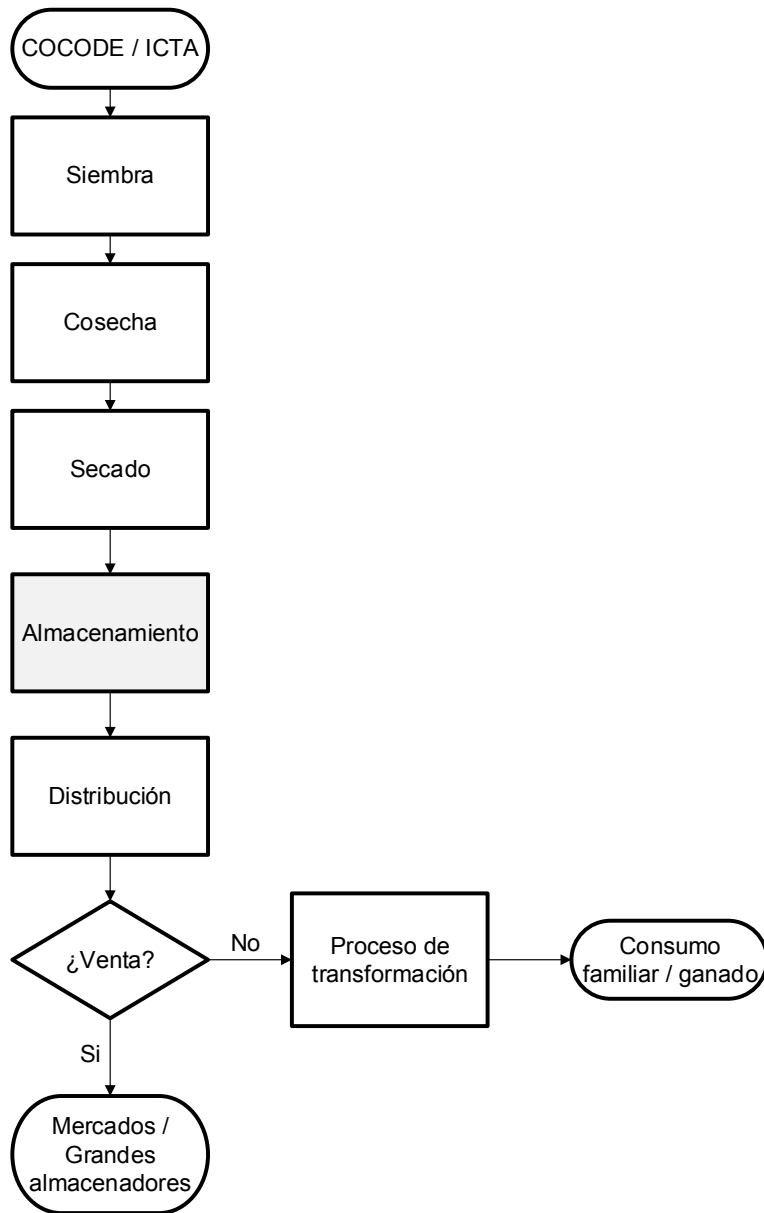 COCODE / ICTA
Siembra
Cosecha
Secado
Almacenamiento
Distribución
¿Venta?
No
Proceso de
transformación
Consumo
familiar / ganado
Si
Mercados /
Grandes
almacenadores